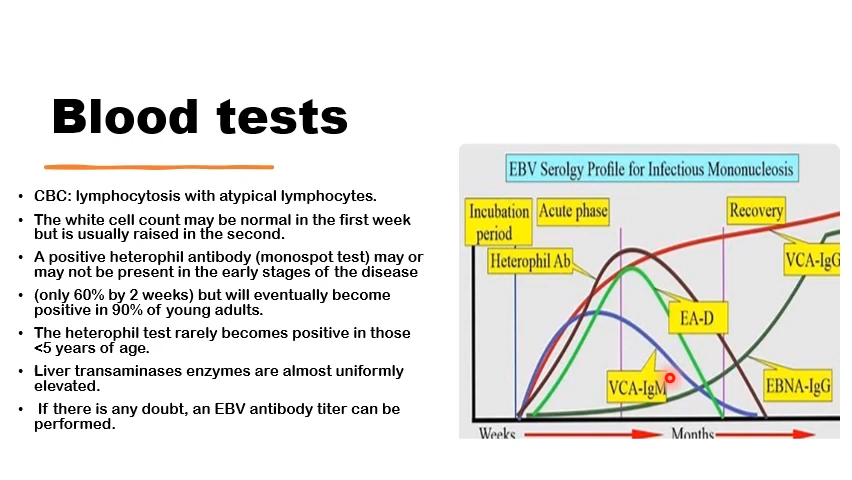 Blood tests
• CBC: lymphocytosis with atypical lymphocytes.
• The white cell count may be normal in the first week
but is usually raised in the second.
• A positive heterophil antibody (monospot test) may or
may not be present in the early stages of the disease
• (only 60% by 2 weeks) but will eventually become
positive in 90% of young adults.
• The heterophil test rarely becomes positive in those
<5 years of age.
• Liver transaminases enzymes are almost uniformly
elevated.
• If there is any doubt, an EBV antibody titer can be
performed.
EBV Serolgy Profile for Infectious Mononucleosis
Incubation
period
Acute phase
Recovery
Heterophil Ab
VCA-IgG
EA-D
VCA-IgM
EBNA-IgG
Weeks
Months